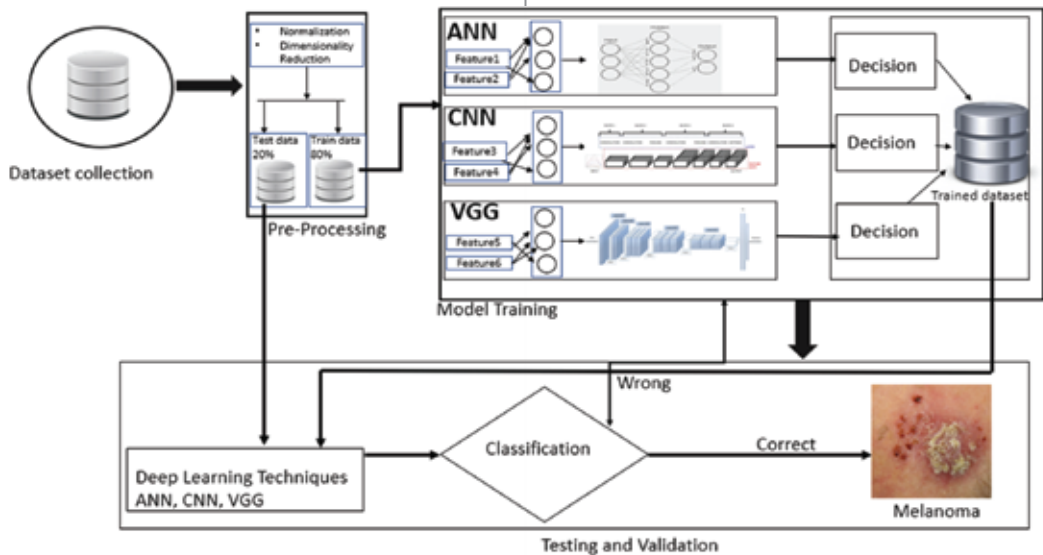 Dataset collection
• Normalization
• Dimensionality
Reduction
Test data
20%
Train data
80%
Pre-Processing
ANN
Feature1
Feature2
CNN
Feature3
Feature4
VGG
Feature5
Feature6
Decision
Decision
Decision
Trained dataset
Model Training
Wrong
Deep Learning Techniques
ANN, CNN, VGG
Classification
Correct
Melanoma
Testing and Validation